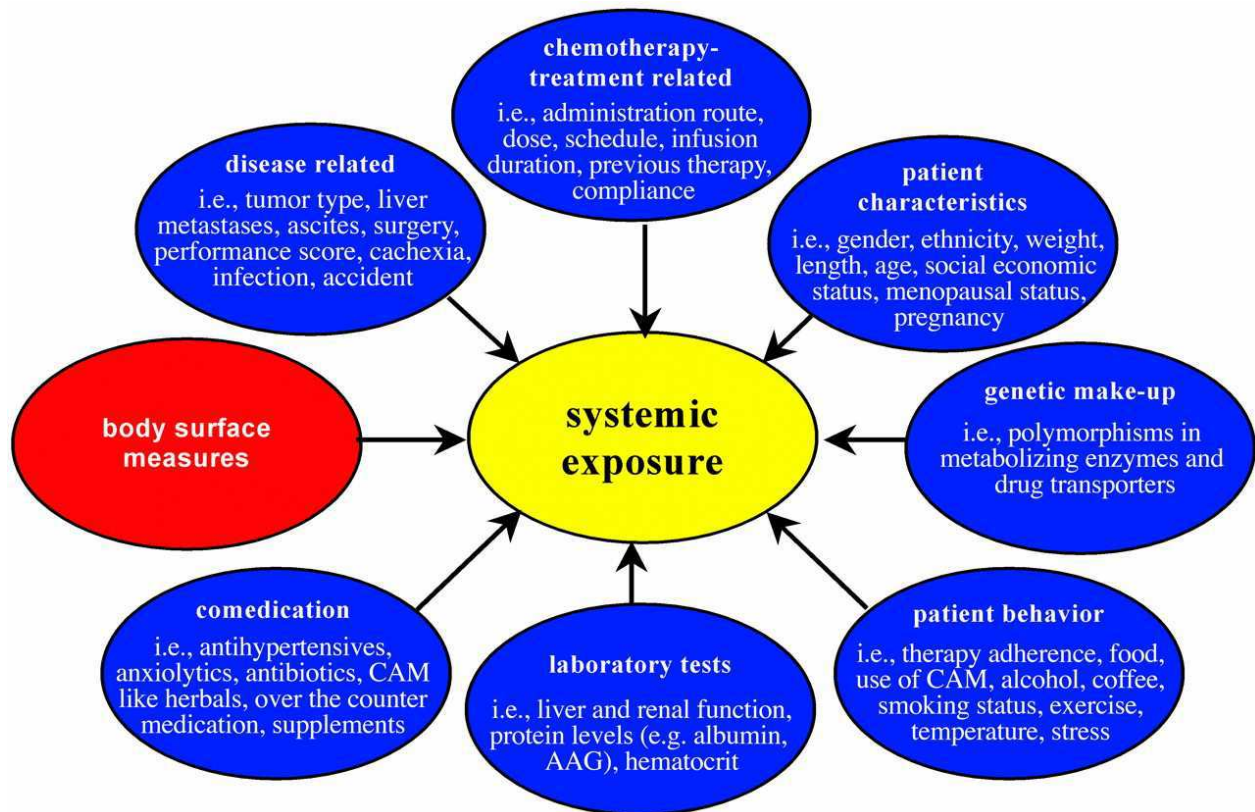 chemotherapy-
treatment related
i.e., administration route,
dose, schedule, infusion
duration, previous therapy,
compliance
disease related
i.e., tumor type, liver
metastases, ascites, surgery,
performance score, cachexia,
infection, accident
patient
characteristics
i.e., gender, ethnicity, weight,
length, age, social economic
status, menopausal status,
pregnancy
body surface
measures
systemic
exposure
genetic make-up
i.e., polymorphisms in
metabolizing enzymes and
drug transporters
comedication
i.e., antihypertensives,
anxiolytics, antibiotics, CAM
like herbals, over the counter
medication, supplements
laboratory tests
i.e., liver and renal function,
protein levels (e.g. albumin,
AAG), hematocrit
patient behavior
i.e., therapy adherence, food,
use of CAM, alcohol, coffee,
smoking status, exercise,
temperature, stress